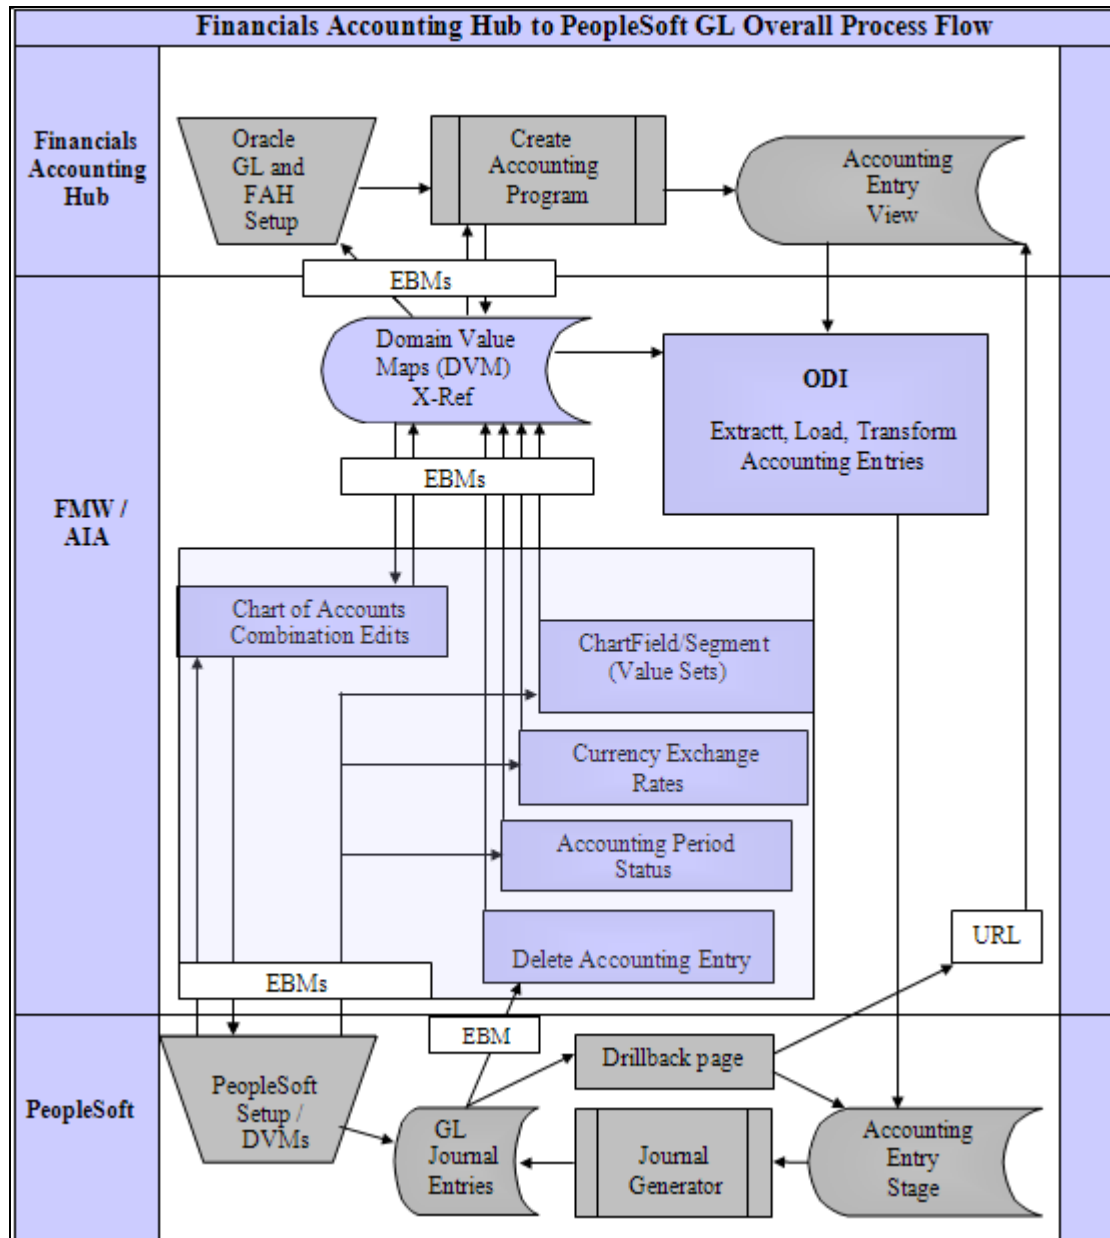 Financials Accounting Hub to PeopleSoft GL Overall Process Flow
Financials
Accounting
Hub
Oracle
GL and
FAH
Setup
Create
Accounting
Program
Accounting
Entry
View
EBMs
FMW /
AIA
Domain Value
Maps (DVM)
X-Ref
ODI
Extractt, Load, Transform
Accounting Entries
EBMs
Chart of Accounts
Combination Edits
ChartField/Segment
(Value Sets)
Currency Exchange
Rates
Accounting Period
Status
Delete Accounting Entry
URL
EBMs
EBM
PeopleSoft
PeopleSoft
Setup /
DVMs
Drillback page
GL
Journal
Entries
Journal
Generator
Accounting
Entry
Stage